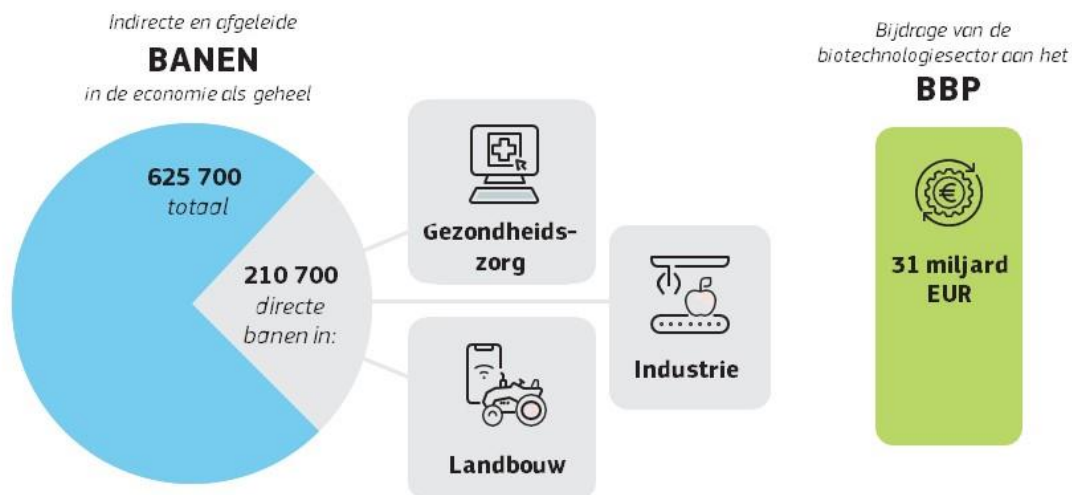 Indirecte en afgeleide
BANEN
in de economie als geheel
625 700
totaal
210 700
directe
banen in:
Gezondheids-
zorg
Industrie
Landbouw
Bijdrage van de
biotechnologiesector aan het
BBP
€
31 miljard
EUR